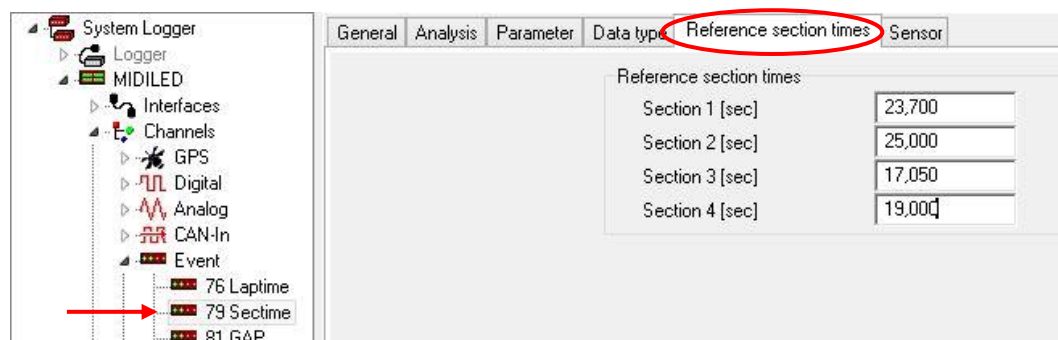 System Logger
Logger
MIDILED
Interfaces
Channels
GPS
Digital
Analog
CAN-In
Event
76 Laptime
79 Sectime
81 GAP
General Analysis Parameter Data type Reference section times Sensor
Reference section times
Section 1 [sec] 23,700
Section 2 [sec] 25,000
Section 3 [sec] 17,050
Section 4 [sec] 19,000